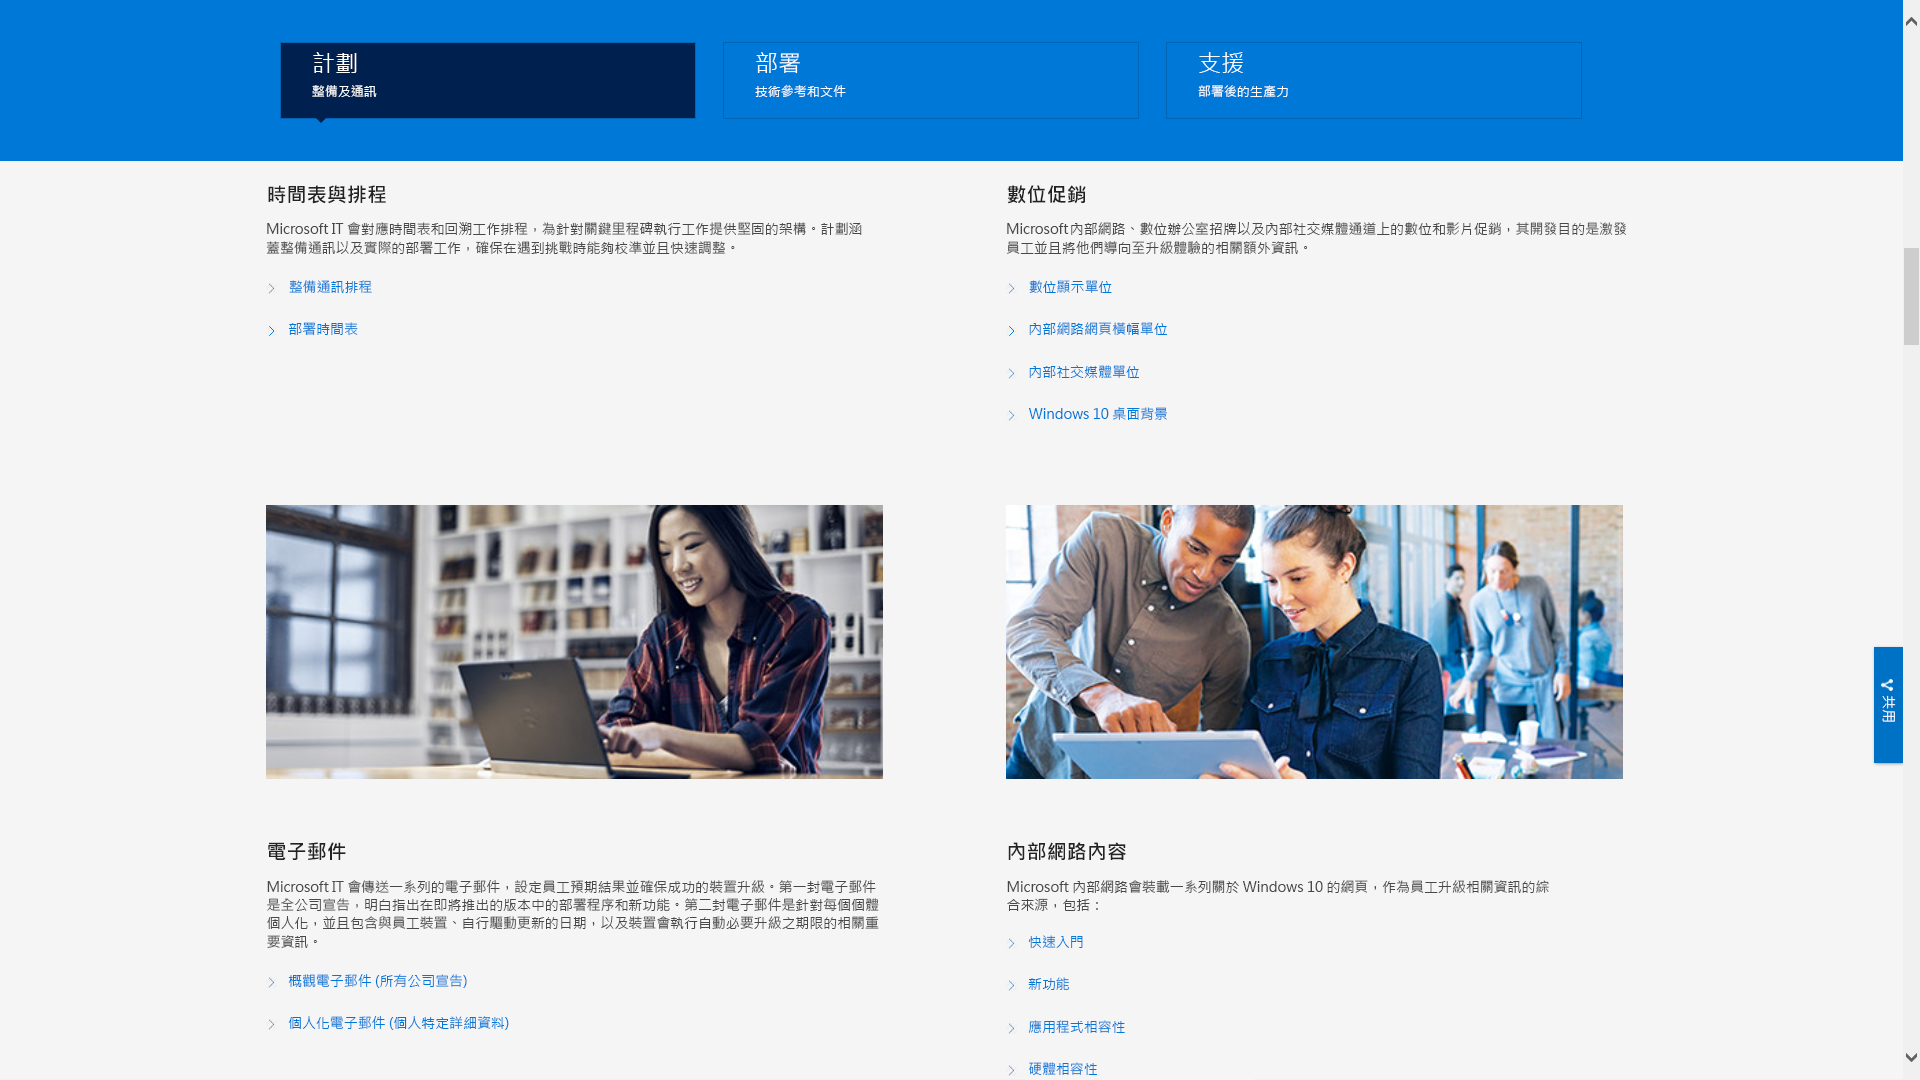 計劃
整備及通訊
部署
技術參考和文件
支援
部署後的生產力
時間表與排程
Microsoft IT 會對應時間表和回溯工作排程，為針對關鍵里程碑執行工作提供堅固的架構。計劃涵
蓋整備通訊以及實際的部署工作，確保在遇到挑戰時能夠校準並且快速調整。
整備通訊排程
部署時間表
數位促銷
Microsoft內部網路、數位辦公室招牌以及內部社交媒體通道上的數位和影片促銷，其開發目的是激發
員工並且將他們導向至升級體驗的相關額外資訊。
數位顯示單位
內部網路網頁橫幅單位
內部社交媒體單位
Windows 10 桌面背景
共用
電子郵件
Microsoft IT 會傳送一系列的電子郵件，設定員工預期結果並確保成功的裝置升級。第一封電子郵件
是全公司宣告，明白指出在即將推出的版本中的部署程序和新功能。第二封電子郵件是針對每個個體
個人化，並且包含與員工裝置、自行驅動更新的日期，以及裝置會執行自動必要升級之期限的相關重
要資訊。
概觀電子郵件 (所有公司宣告)
個人化電子郵件 (個人特定詳細資料)
內部網路內容
Microsoft 內部網路會裝載一系列關於 Windows 10 的網頁，作為員工升級相關資訊的綜
合來源，包括：
快速入門
新功能
應用程式相容性
硬體相容性